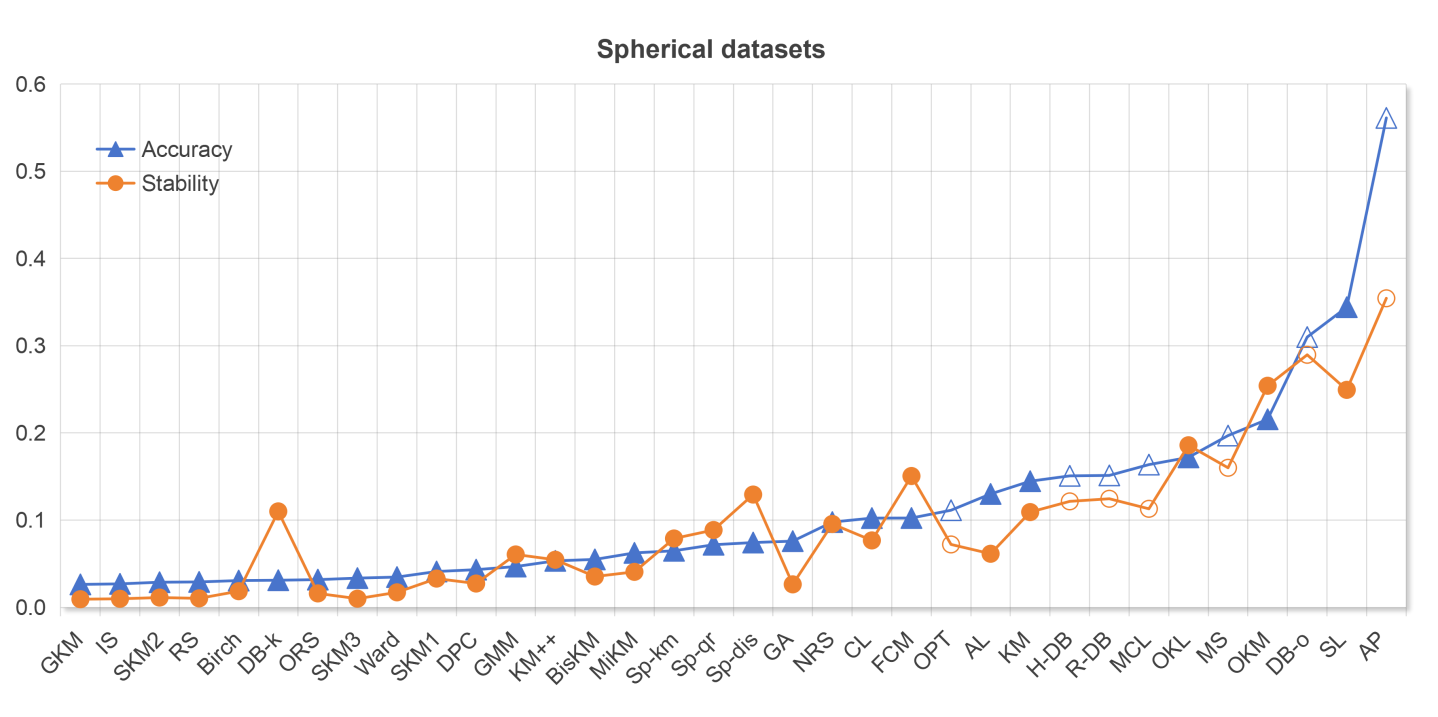 Spherical datasets
0.6
0.5
0.4
0.3
0.2
0.1
0.0
Accuracy
Stability
GKM
IS
SKM2
RS
Birch
DB-k
ORS
SKM3
Ward
SKM1
DPC
GMM
KM++
BisKM
MiKM
Sp-km
Sp-qr
Sp-dis
GA
NRS
CL
FCM
OPT
AL
KM
H-DB
R-DB
MCL
OKL
MS
OKM
DB-o
SL
AP